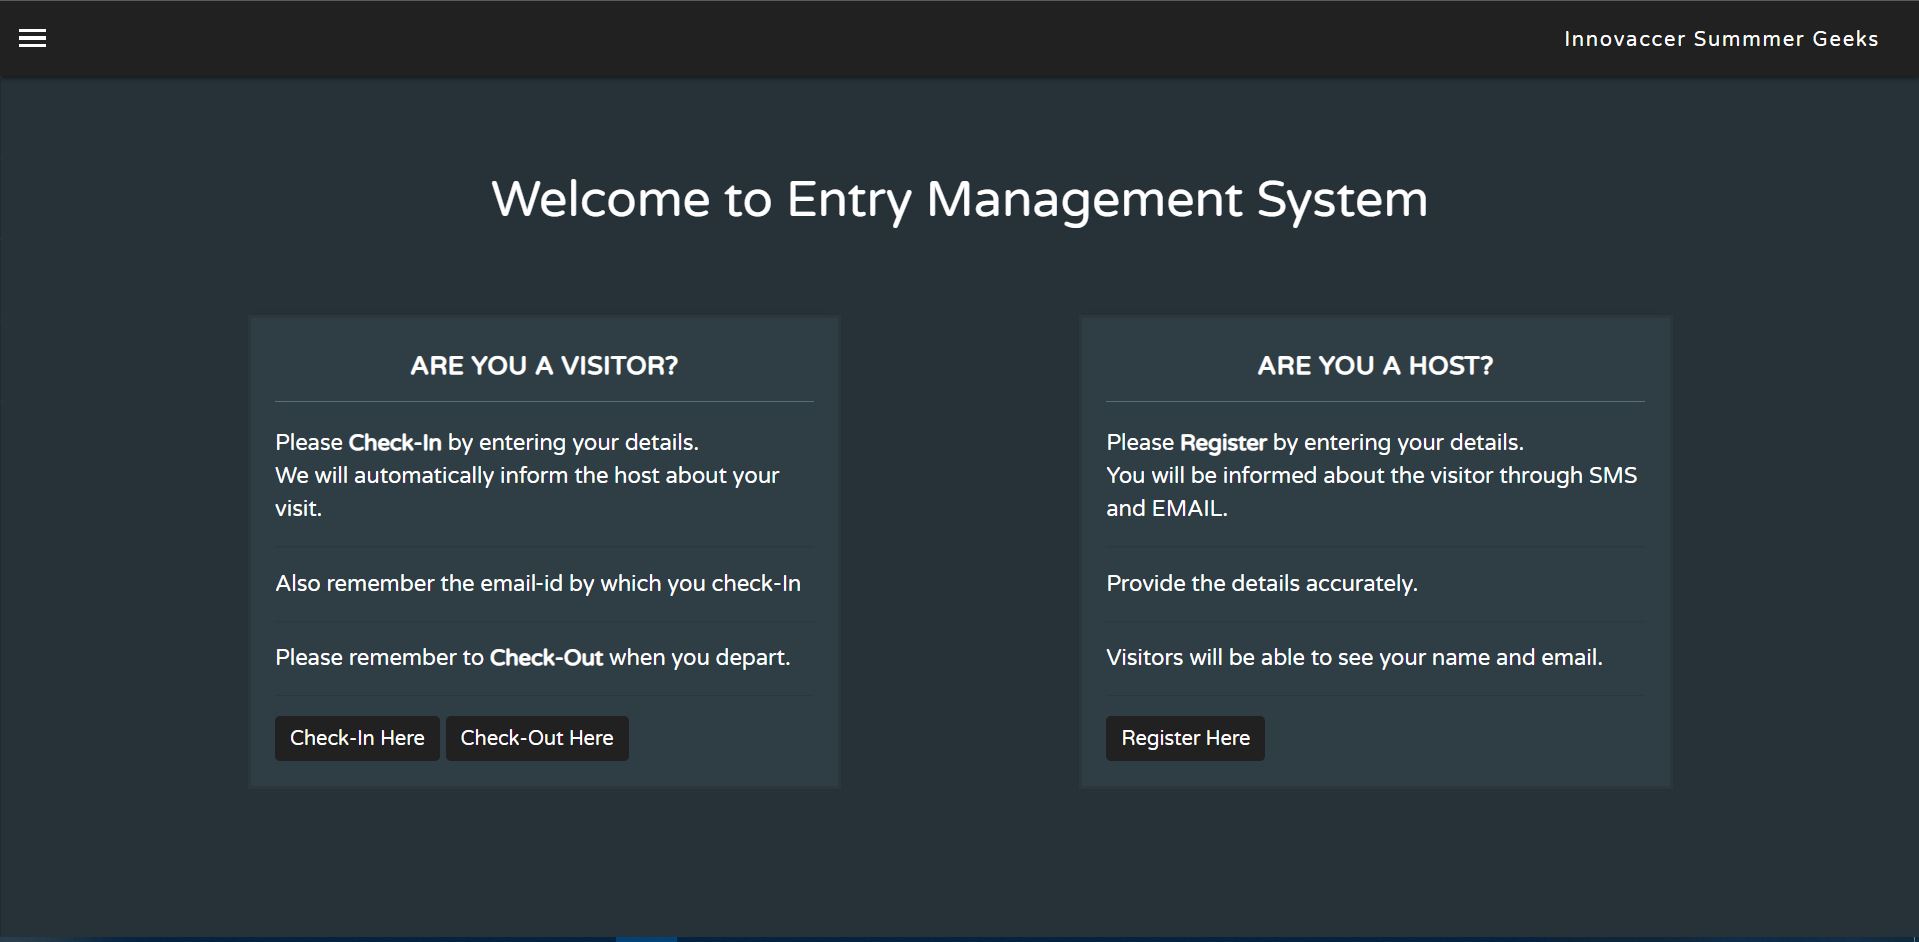 Innovaccer Summmer Geeks
Welcome to Entry Management System
ARE YOU A VISITOR?
Please Check-In by entering your details.
We will automatically inform the host about your
visit.
Also remember the email-id by which you check-In
Please remember to Check-Out when you depart.
Check-In Here Check-Out Here
ARE YOU A HOST?
Please Register by entering your details.
You will be informed about the visitor through SMS
and EMAIL.
Provide the details accurately.
Visitors will be able to see your name and email.
Register Here